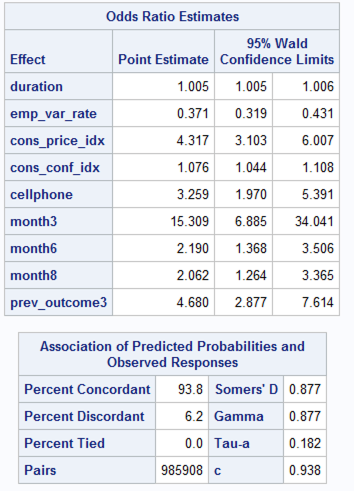 Odds Ratio Estimates
Effect Point Estimate 95% Wald Confidence Limits
duration 1.005 1.005 1.006
emp_var_rate 0.371 0.319 0.431
cons_price_idx 4.317 3.103 6.007
cons_conf_idx 1.076 1.044 1.108
cellphone 3.259 1.970 5.391
month3 15.309 6.885 34.041
month6 2.190 1.368 3.506
month8 2.062 1.264 3.365
prev_outcome3 4.680 2.877 7.614
Association of Predicted Probabilities and
Observed Responses
Percent Concordant 93.8 Somers' D 0.877
Percent Discordant 6.2 Gamma 0.877
Percent Tied 0.0 Tau-a 0.182
Pairs 985908 c 0.938